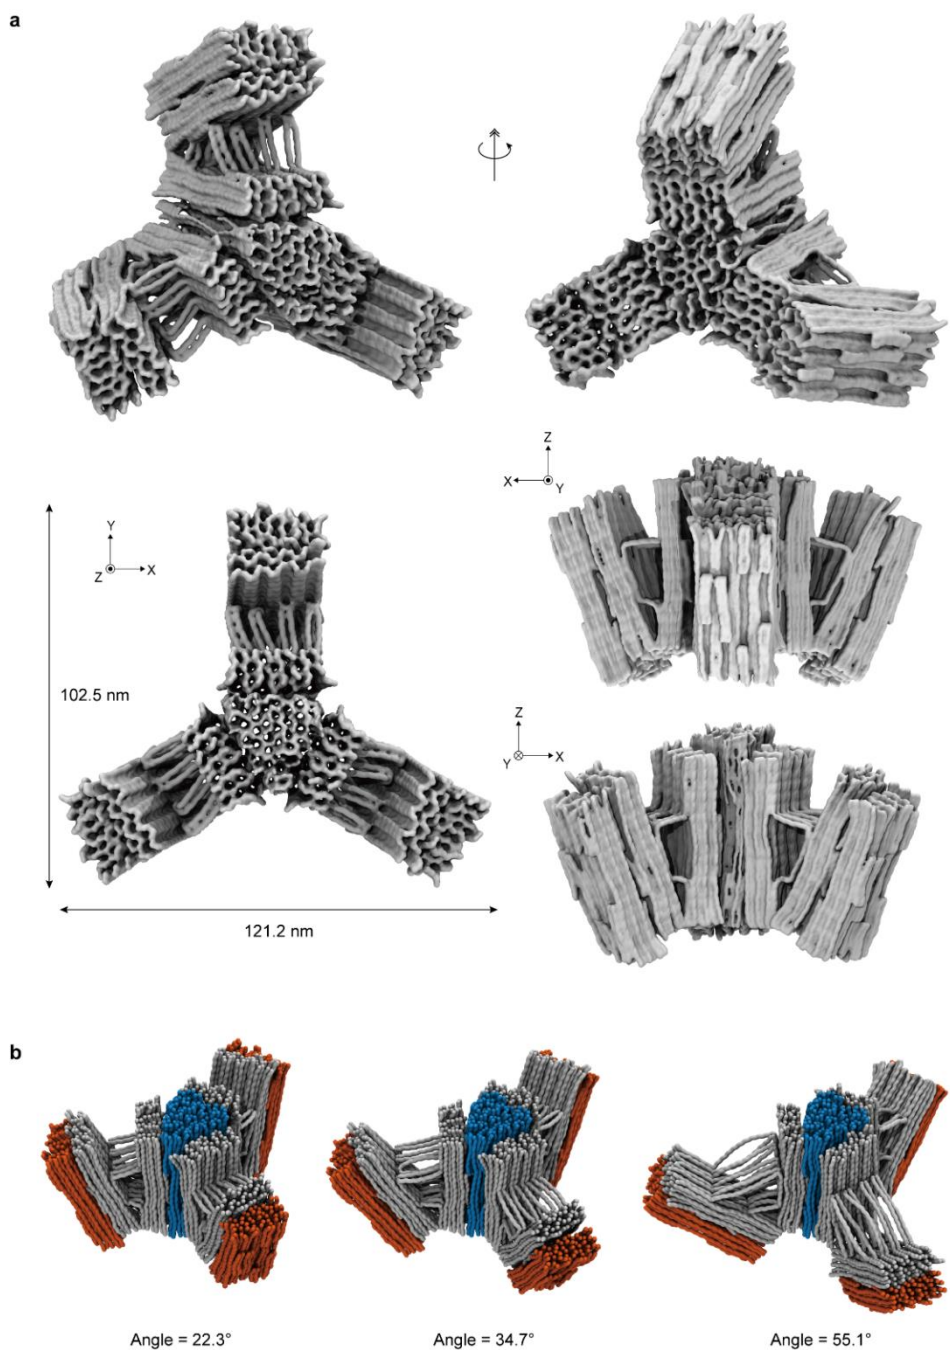 a
Z
X
Y
Y
Z
X
102.5 nm
Z
Y
X
121.2 nm
b
Angle = 22.3°
Angle = 34.7°
Angle = 55.1°